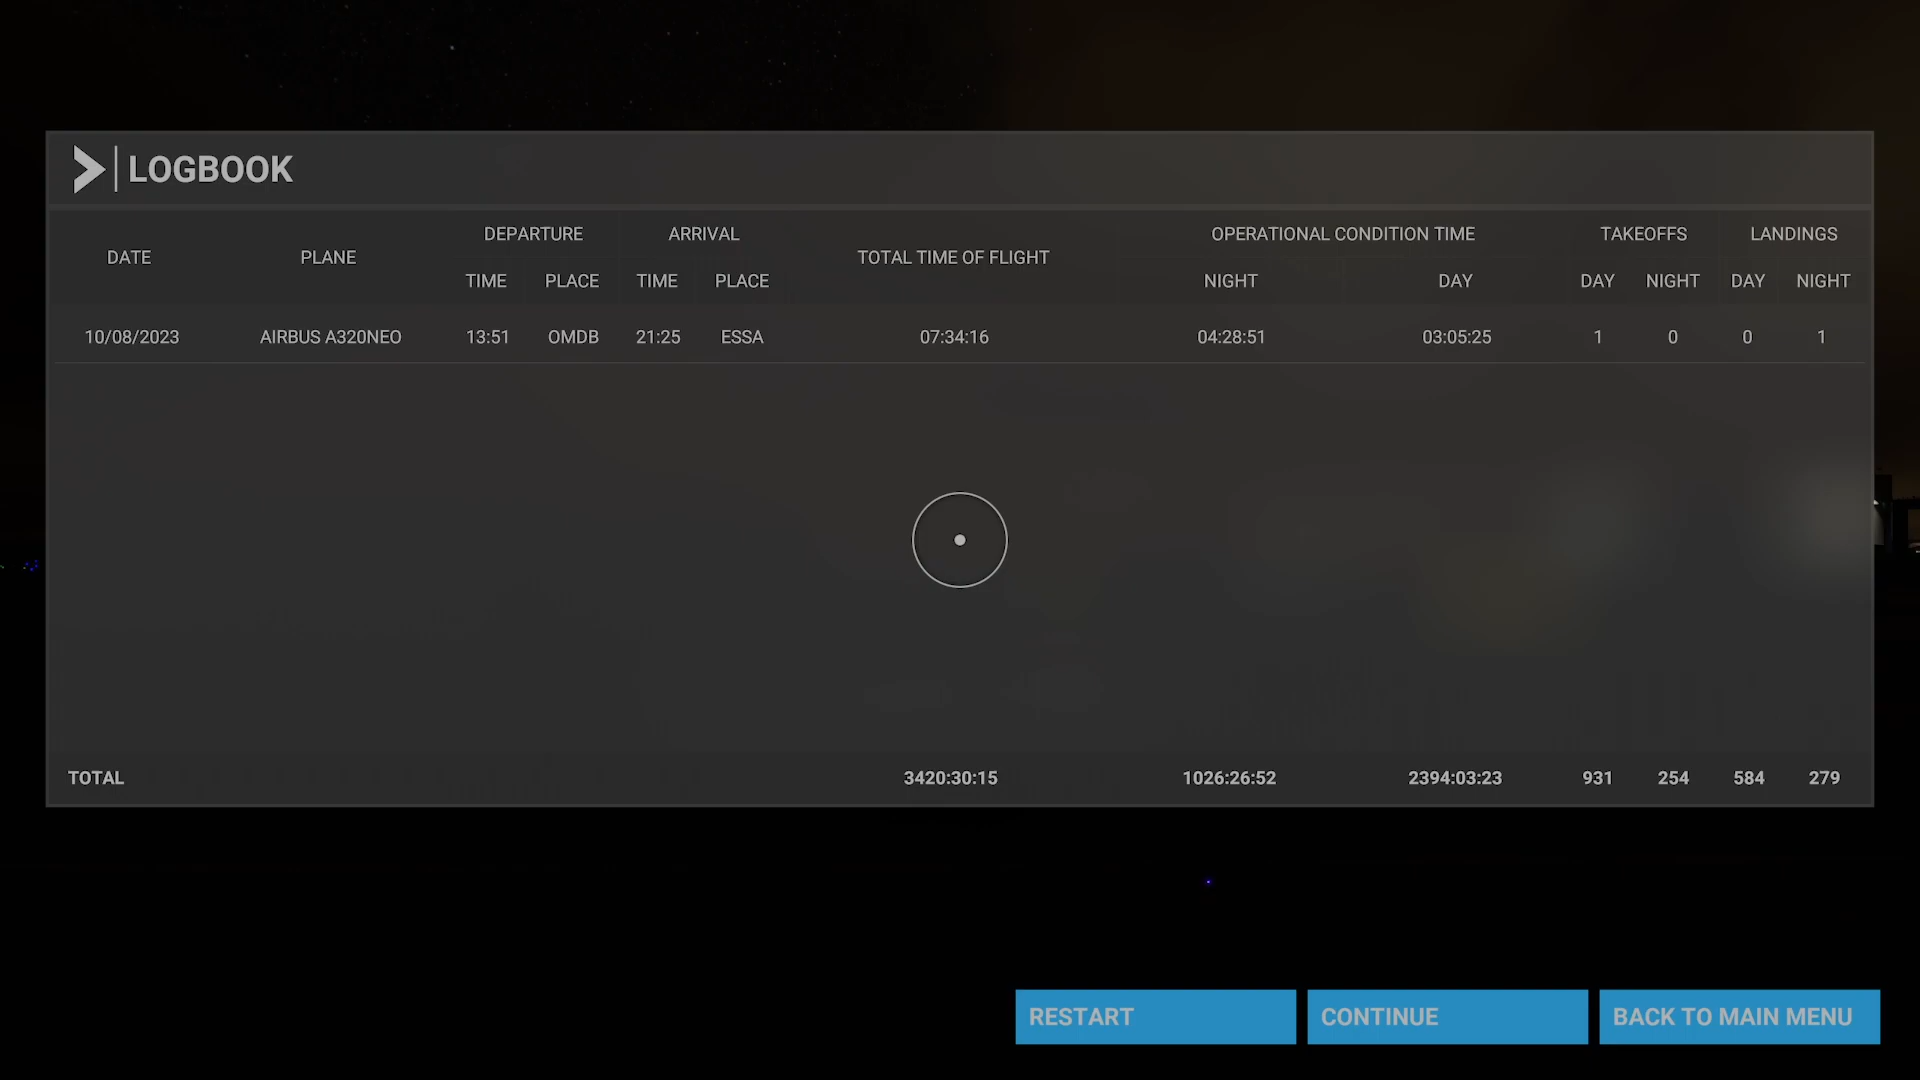 LOGBOOK
DATE PLANE DEPARTURE ARRIVAL TOTAL TIME OF FLIGHT OPERATIONAL CONDITION TIME TAKEOFFS LANDINGS
TIME PLACE TIME PLACE NIGHT DAY DAY NIGHT DAY NIGHT
10/08/2023 AIRBUS A320NEO 13:51 OMDB 21:25 ESSA 07:34:16 04:28:51 03:05:25 1 0 0 1
TOTAL 3420:30:15 1026:26:52 2394:03:23 931 254 584 279
RESTART CONTINUE BACK TO MAIN MENU